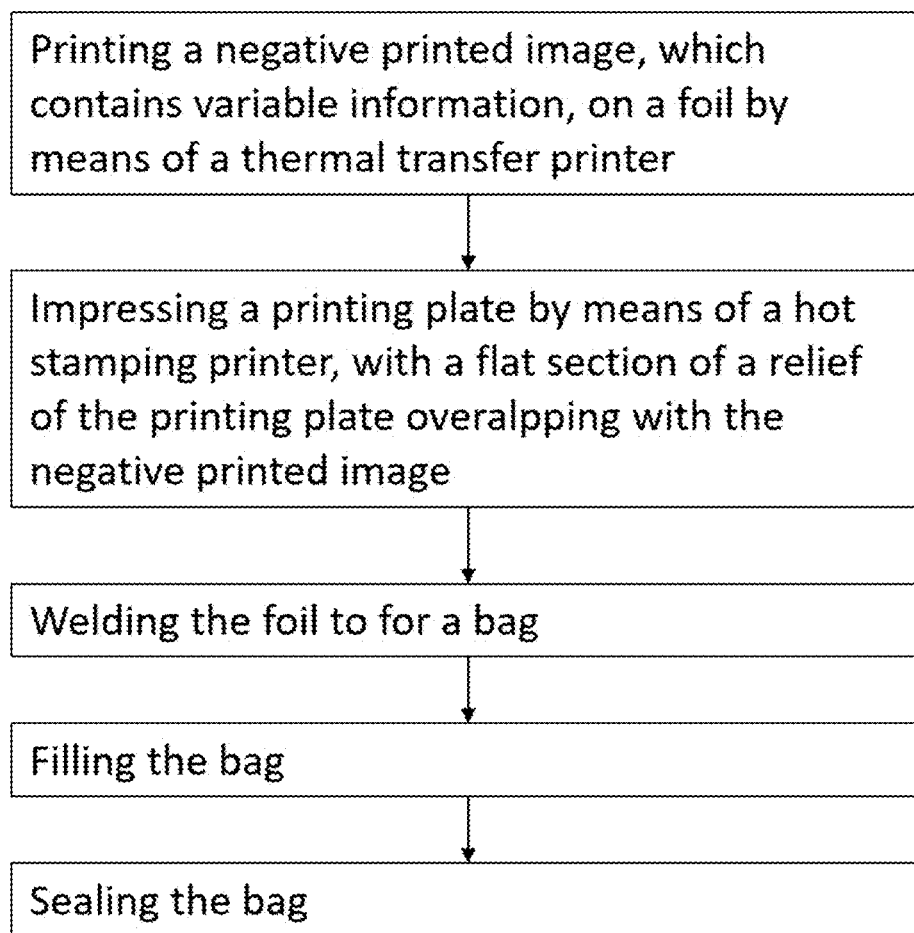 Printing a negative printed image, which
contains variable information, on a foil by
means of a thermal transfer printer
Impressing a printing plate by means of a hot
stamping printer, with a flat section of a relief
of the printing plate overalpping with the
negative printed image
Welding the foil to for a bag
Filling the bag
Sealing the bag